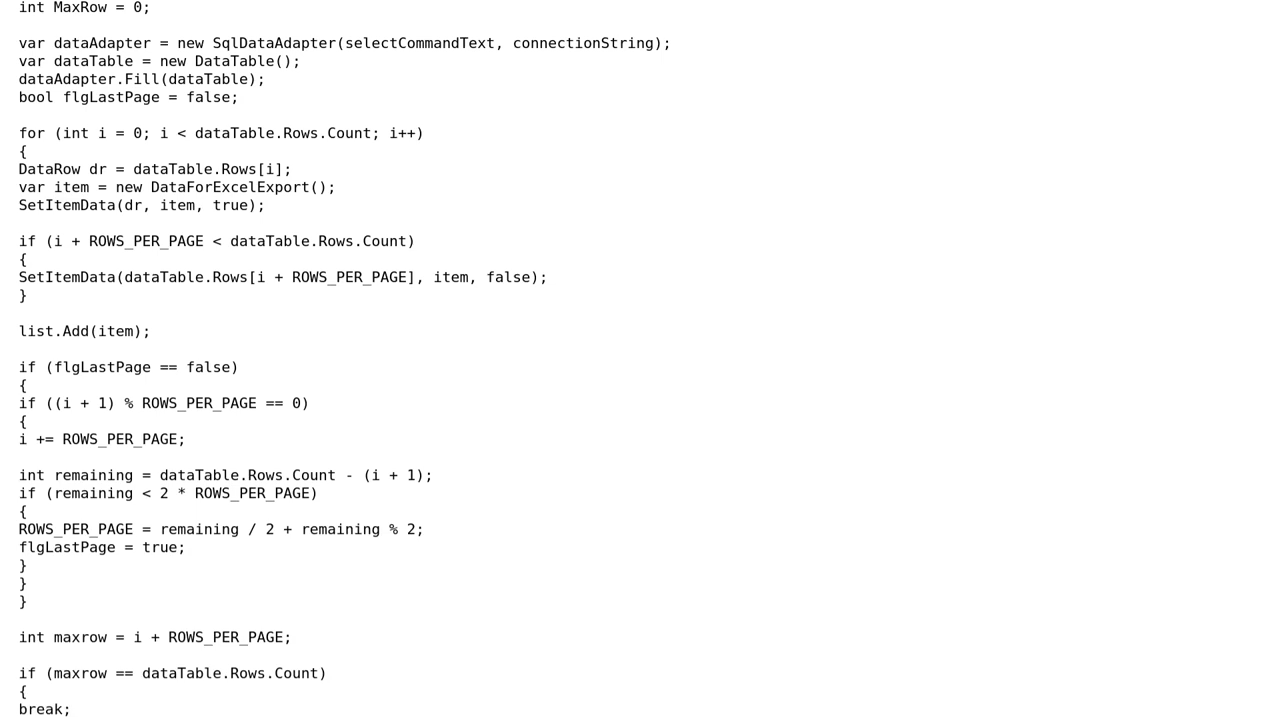 int MaxRow = 0;
var dataAdapter = new SqlDataAdapter(selectCommandText, connectionString);
var dataTable = new DataTable();
dataAdapter.Fill(dataTable);
bool flgLastPage = false;
for (int i = 0; i < dataTable.Rows.Count; i++)
{
DataRow dr = dataTable.Rows[i];
var item = new DataForExcelExport();
SetItemData(dr, item, true);
if (i + ROWS_PER_PAGE < dataTable.Rows.Count)
{
SetItemData(dataTable.Rows[i + ROWS_PER_PAGE], item, false);
}
list.Add(item);
if (flgLastPage == false)
{
if ((i + 1) % ROWS_PER_PAGE == 0)
{
i += ROWS_PER_PAGE;
int remaining = dataTable.Rows.Count - (i + 1);
if (remaining < 2 * ROWS_PER_PAGE)
{
ROWS_PER_PAGE = remaining / 2 + remaining % 2;
flgLastPage = true;
}
}
}
int maxrow = i + ROWS_PER_PAGE;
if (maxrow == dataTable.Rows.Count)
{
break;